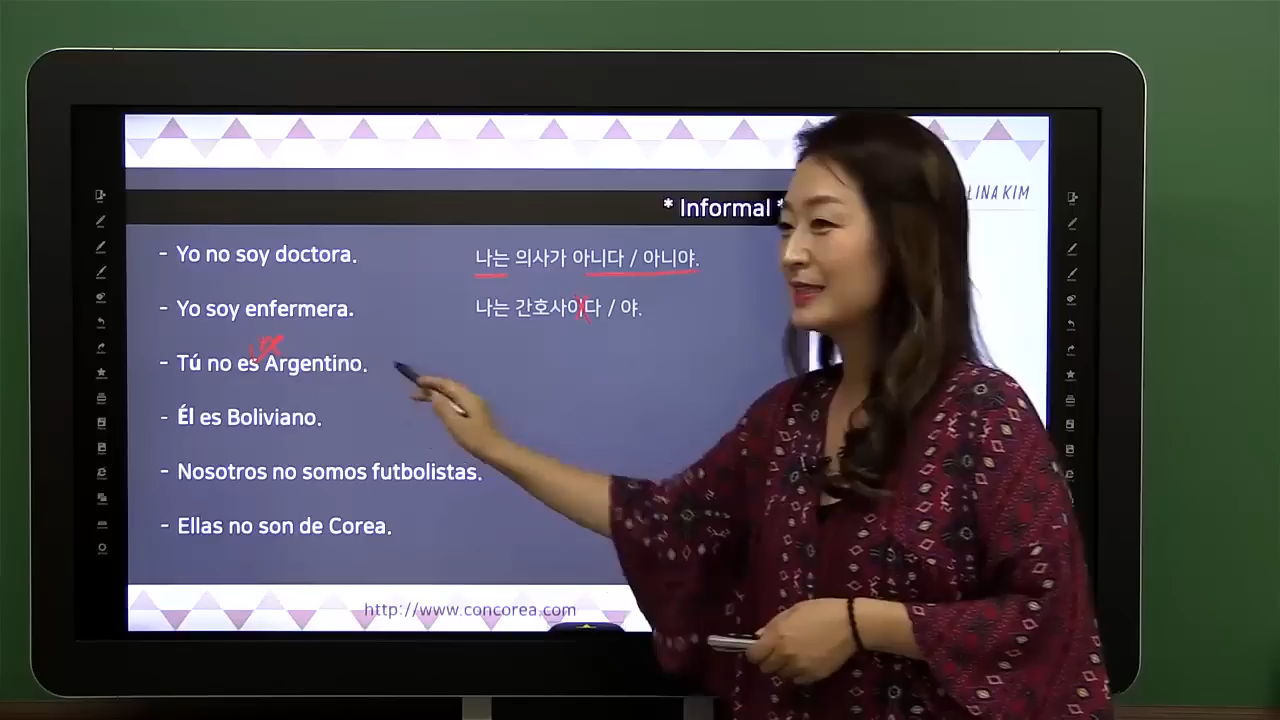 LINA KIM
* Informal *
- Yo no soy doctora.
나는 의사가 아니다 / 아니야.
- Yo soy enfermera.
나는 간호사이다 / 야.
- Tú no es Argentino.
- Él es Boliviano.
- Nosotros no somos futbolistas.
- Ellas no son de Corea.
http://www.concorea.com